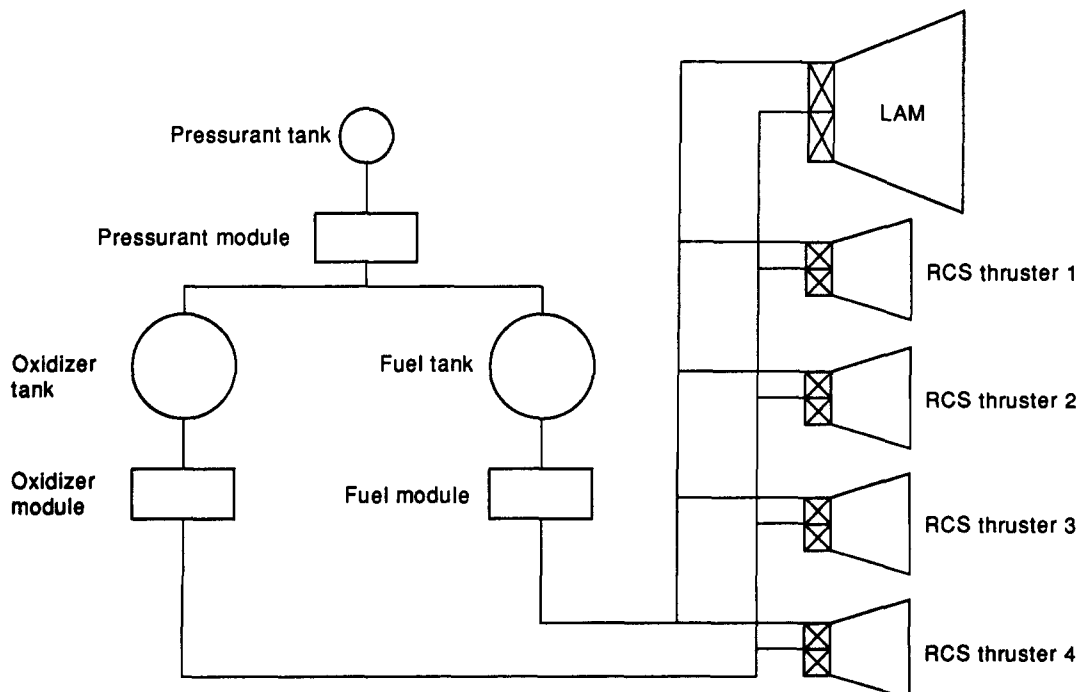 LAM
Pressurant tank
Pressurant module
RCS thruster 1
Oxidizer
tank
Fuel tank
RCS thruster 2
Oxidizer
module
Fuel module
RCS thruster 3
RCS thruster 4